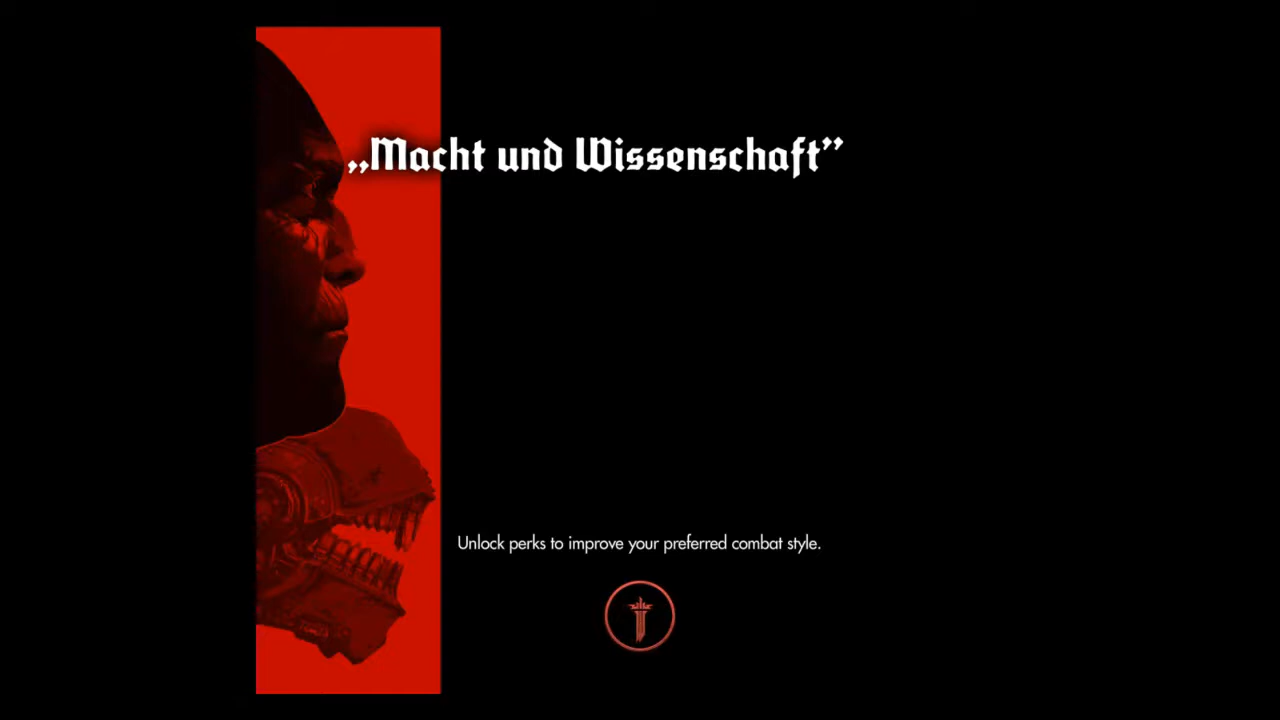 „Macht und Wissenschaft”
Unlock perks to improve your preferred combat style.